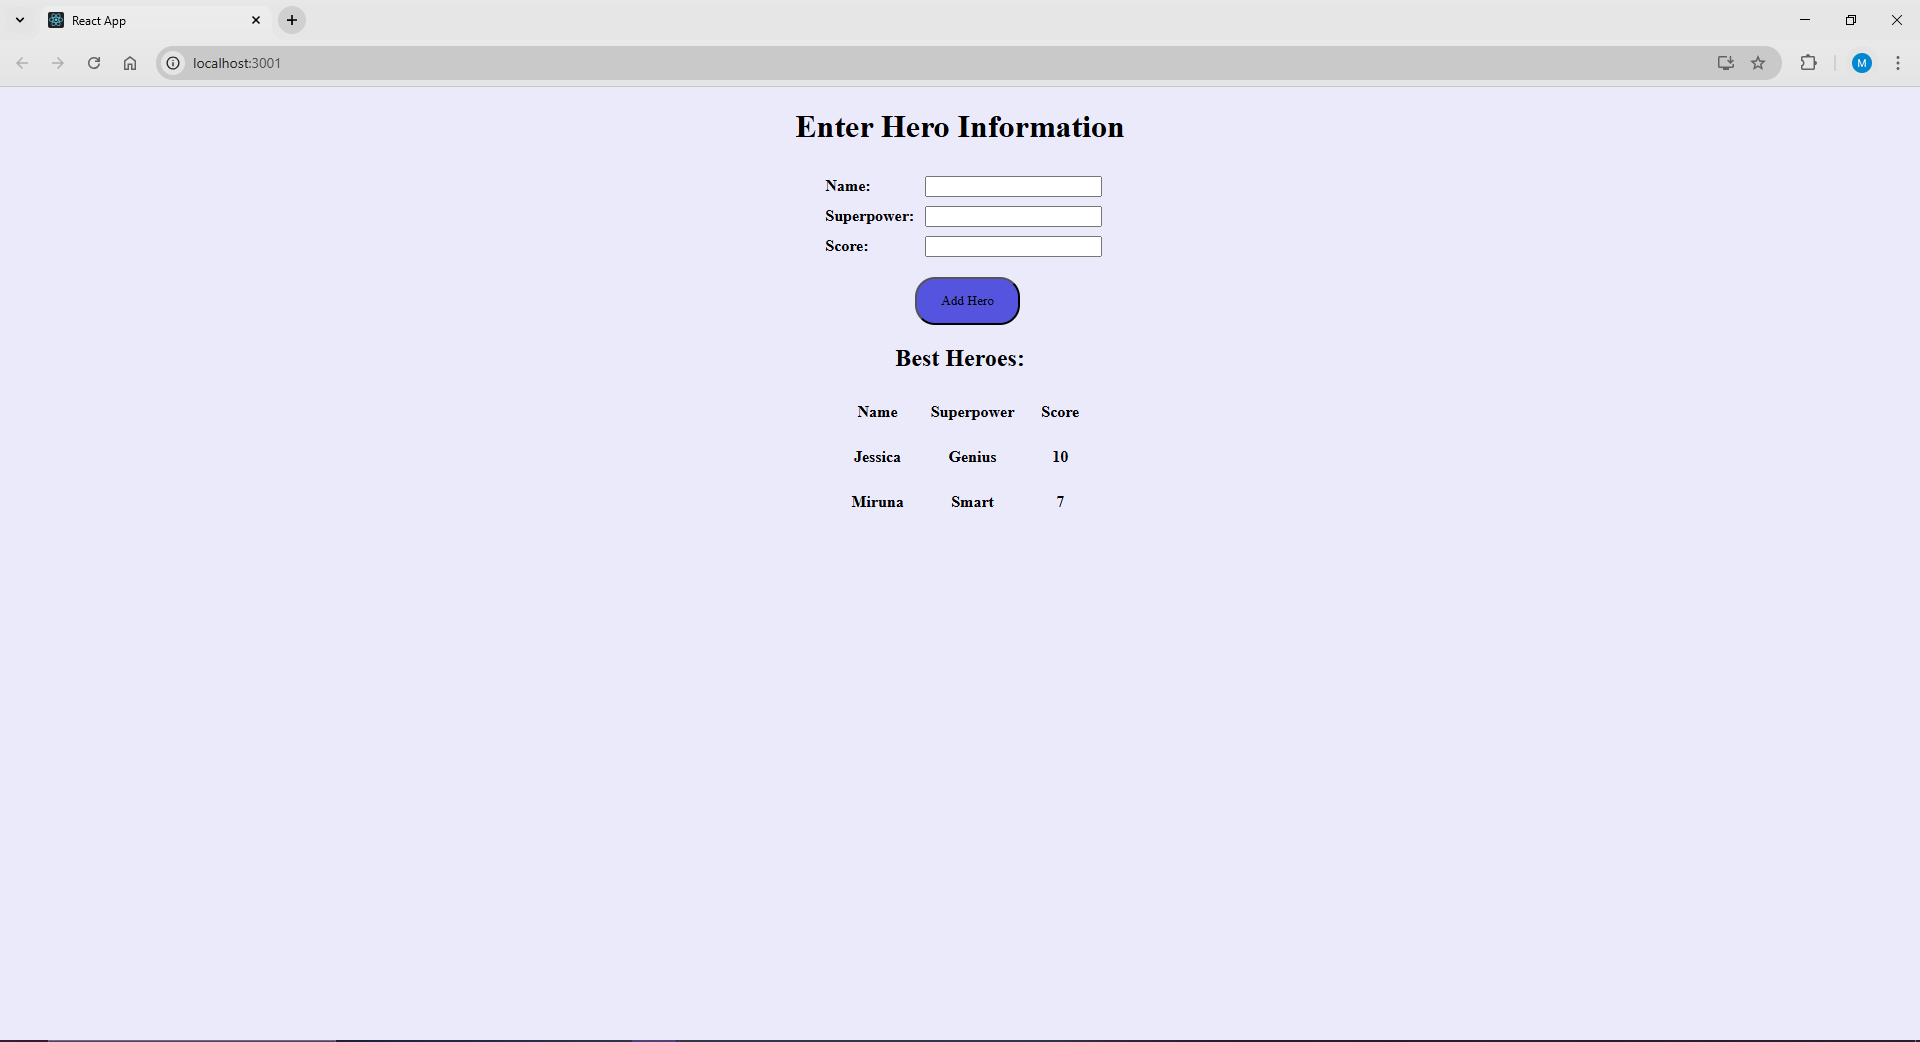 React App
localhost:3001
M
Enter Hero Information
Name:
Superpower:
Score:
Add Hero
Best Heroes:
Name Superpower Score
Jessica Genius 10
Miruna Smart 7